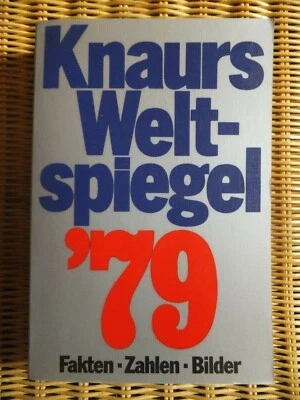 Knaurs
Welt-
spiegel
'79
Fakten · Zahlen · Bilder